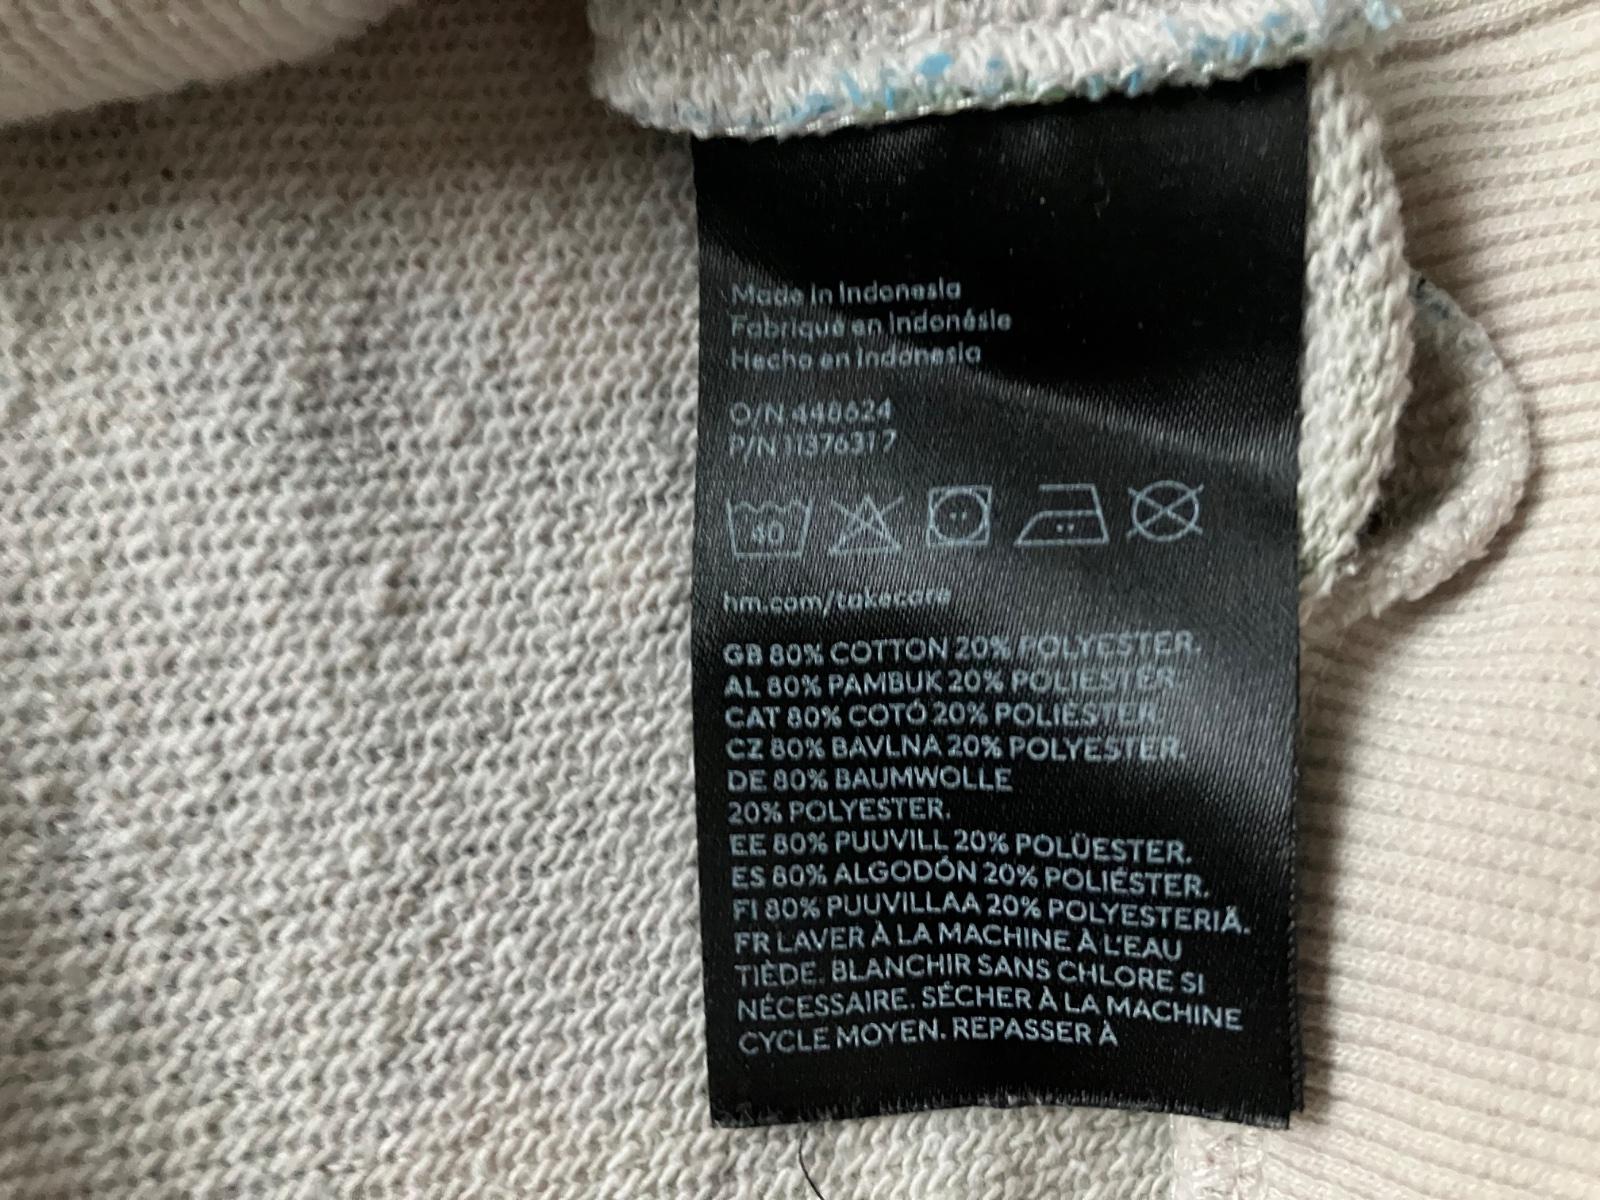 Made in Indonesia
Fabriqué en Indonésie
Hecho en Indonesia
O/N 448624
P/N 11376317
40
hm.com/takecare
GB 80% COTTON 20% POLYESTER.
AL 80% PAMBUK 20% POLIESTER.
CAT 80% COTÓ 20% POLIÈSTER.
CZ 80% BAVLNA 20% POLYESTER.
DE 80% BAUMWOLLE
20% POLYESTER.
EE 80% PUUVILL 20% POLÜESTER.
ES 80% ALGODÓN 20% POLIÉSTER.
FI 80% PUUVILLAA 20% POLYESTERIÄ.
FR LAVER À LA MACHINE À L'EAU
TIÈDE. BLANCHIR SANS CHLORE SI
NÉCESSAIRE. SÉCHER À LA MACHINE
CYCLE MOYEN. REPASSER À